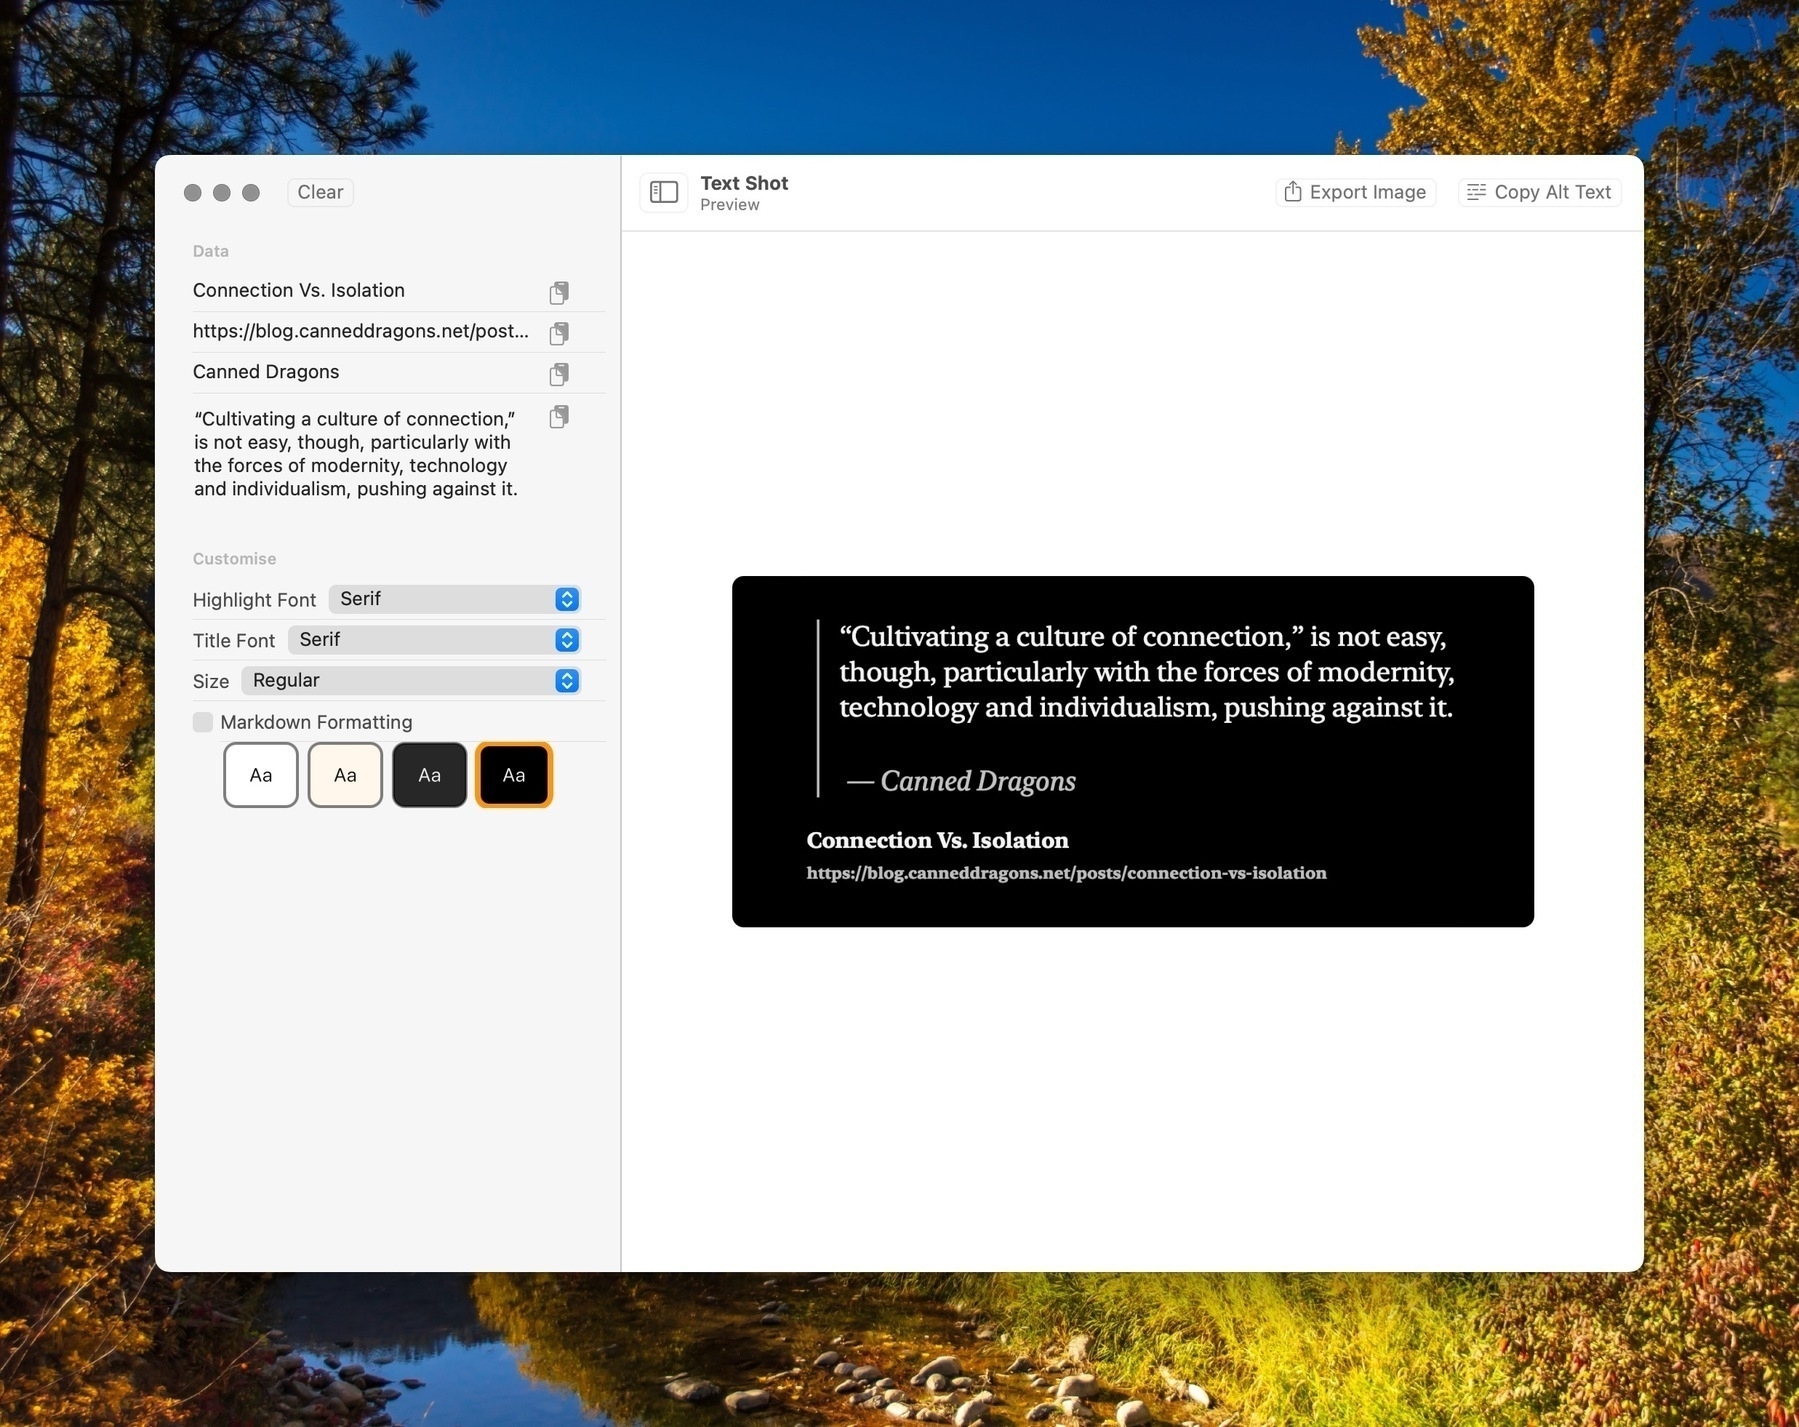 Clear
Text Shot
Preview
Export Image
Copy Alt Text
Data
Connection Vs. Isolation
https://blog.canneddragons.net/post...
Canned Dragons
“Cultivating a culture of connection,”
is not easy, though, particularly with
the forces of modernity, technology
and individualism, pushing against it.
Customise
Highlight Font Serif
Title Font Serif
Size Regular
Markdown Formatting
Aa Aa Aa Aa
“Cultivating a culture of connection,” is not easy,
though, particularly with the forces of modernity,
technology and individualism, pushing against it.
— Canned Dragons
Connection Vs. Isolation
https://blog.canneddragons.net/posts/connection-vs-isolation